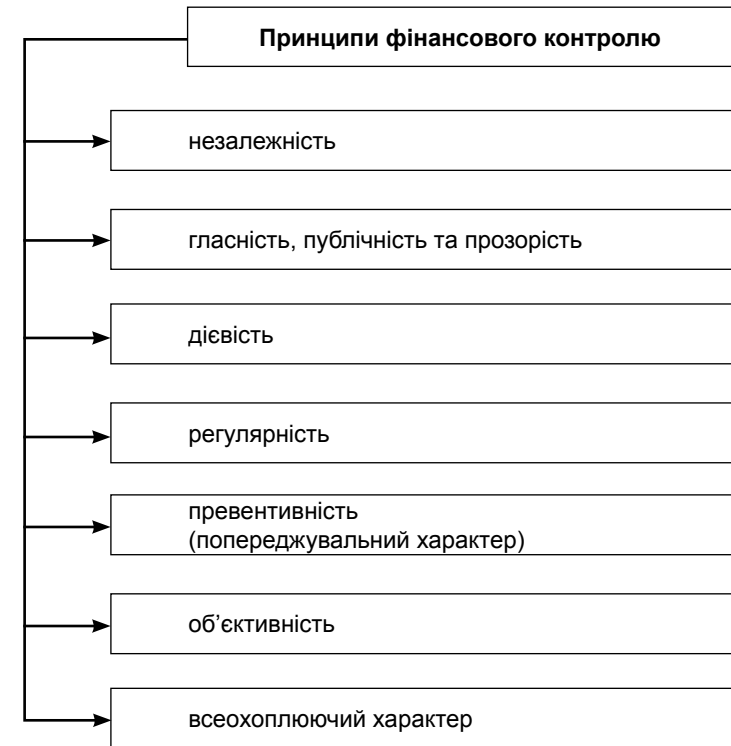 Принципи фінансового контролю
незалежність
гласність, публічність та прозорість
дієвість
регулярність
превентивність
(попереджувальний характер)
об’єктивність
всеохоплюючий характер